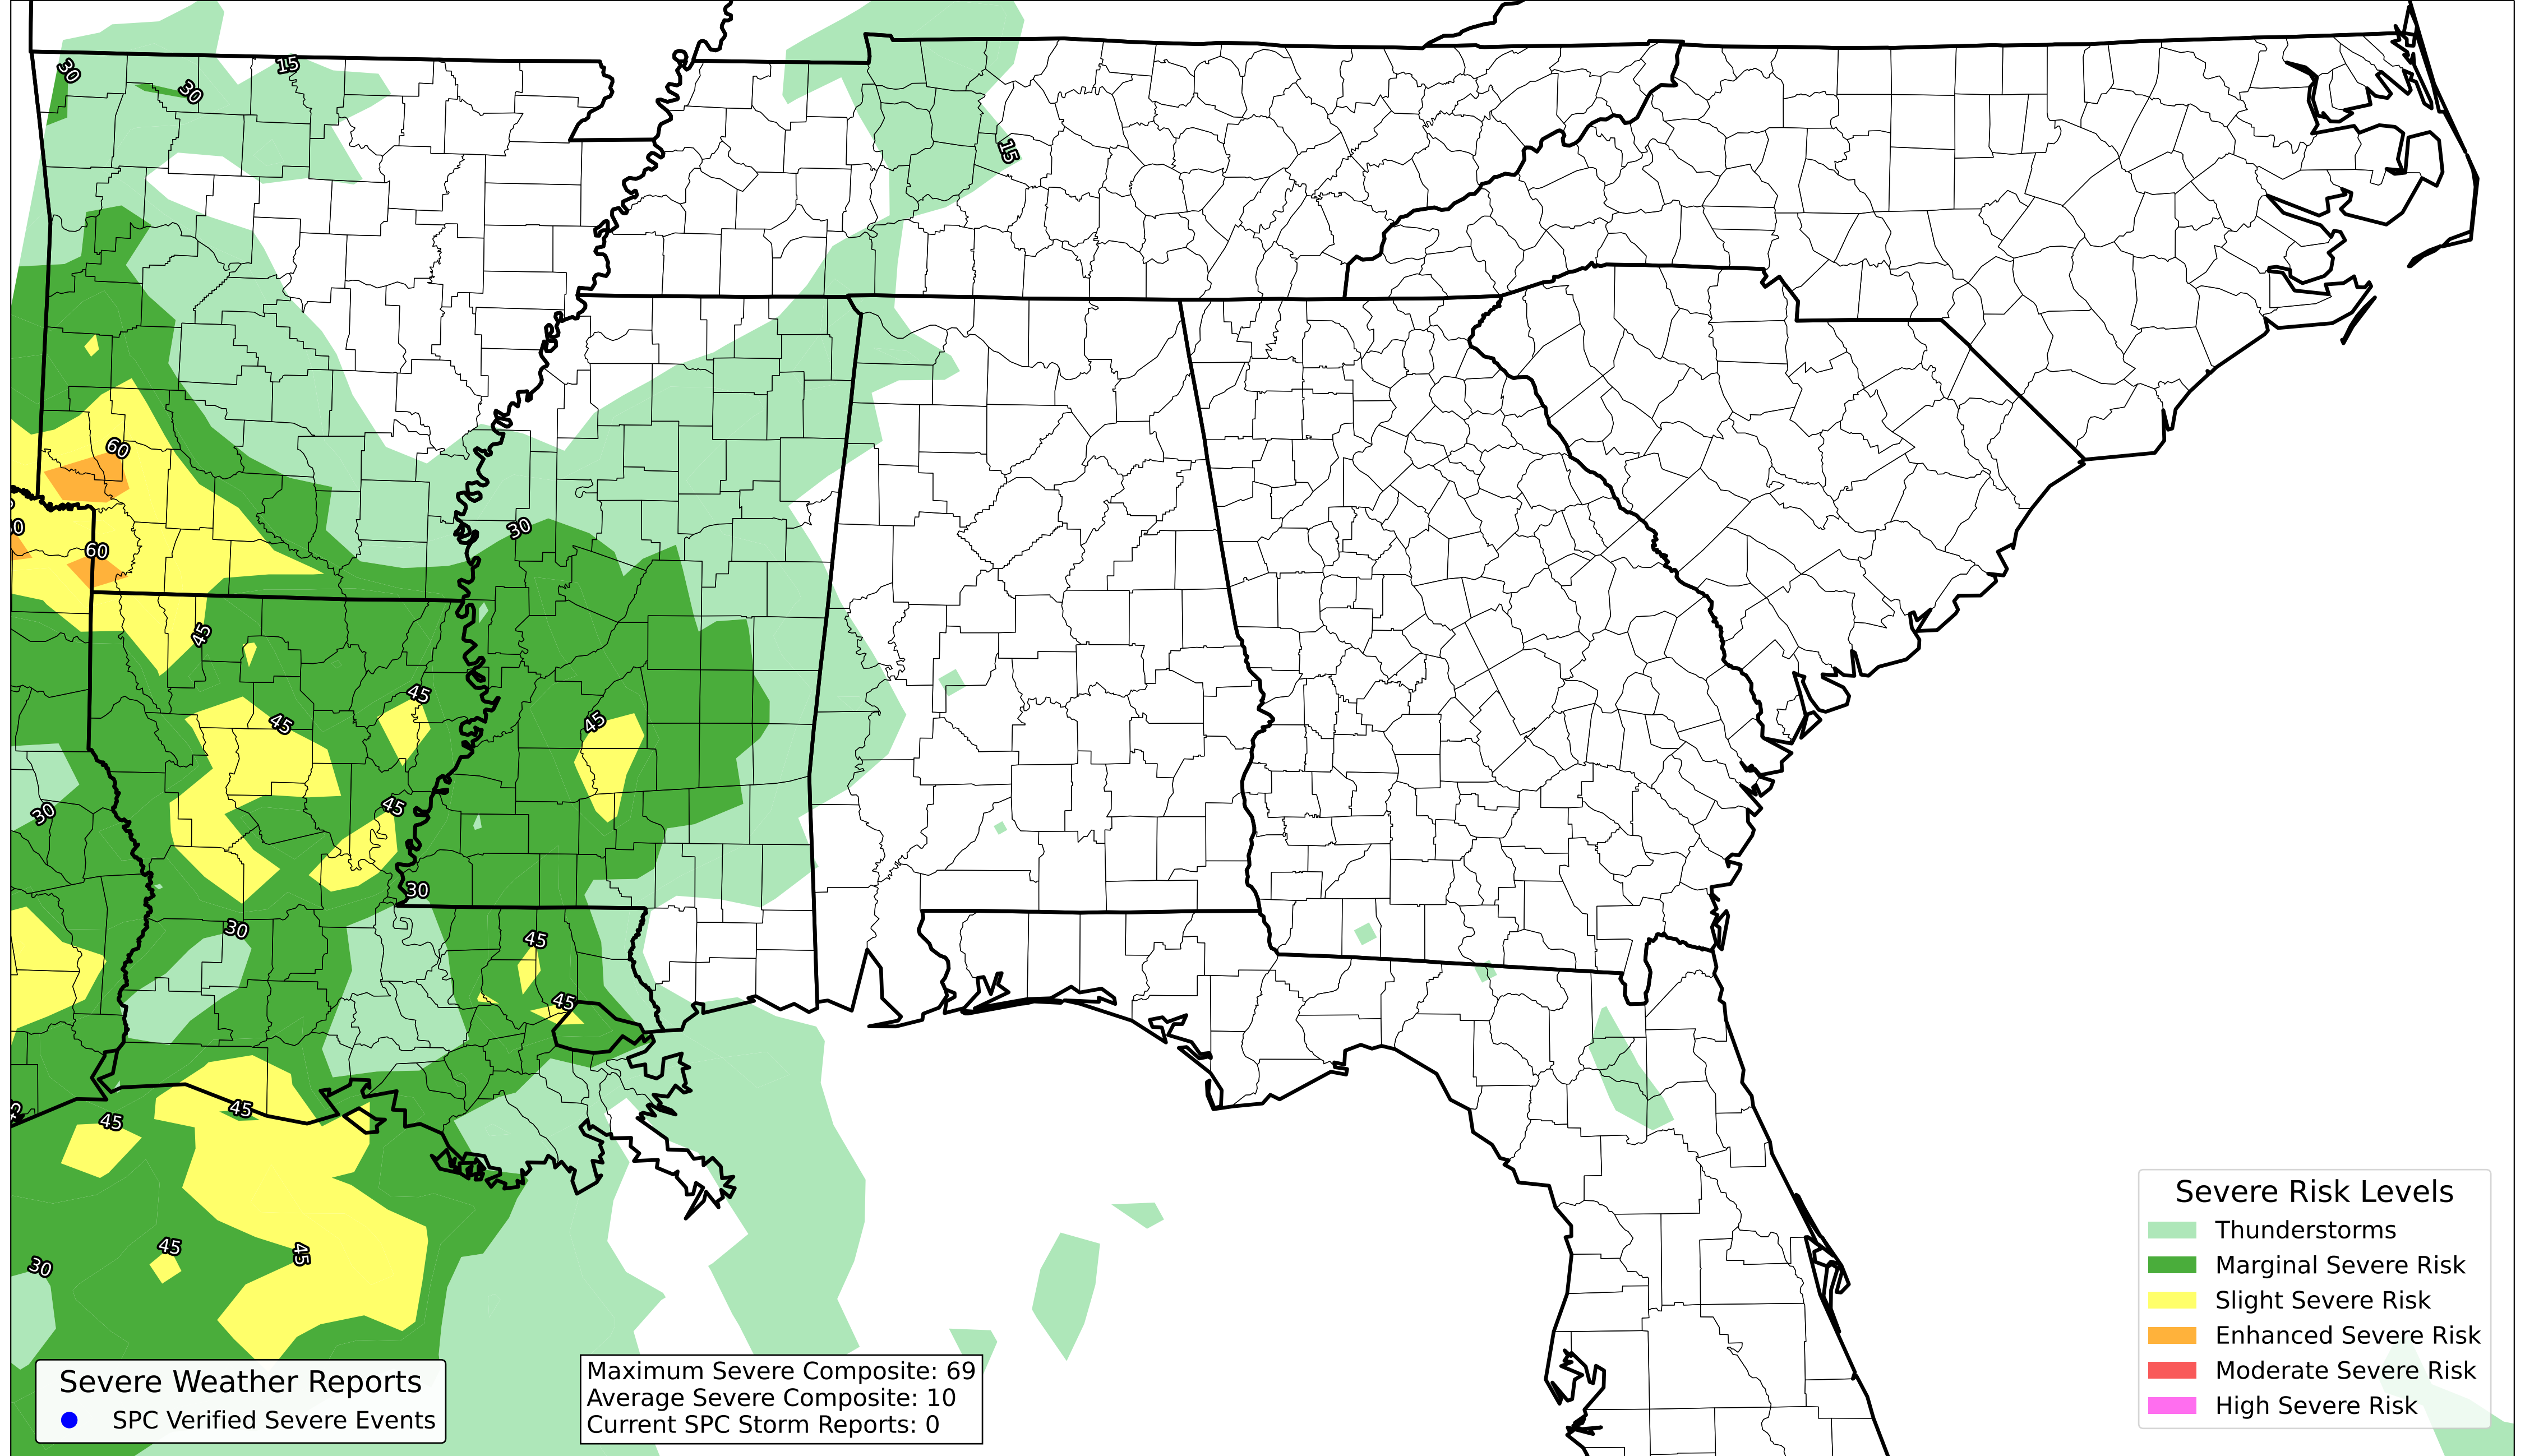 30
30
15
15
60
60
30
45
45
45
45
45
30
30
30
45
45
45
45
45
45
30
Severe Weather Reports
SPC Verified Severe Events
Maximum Severe Composite: 69
Average Severe Composite: 10
Current SPC Storm Reports: 0
Severe Risk Levels
Thunderstorms
Marginal Severe Risk
Slight Severe Risk
Enhanced Severe Risk
Moderate Severe Risk
High Severe Risk